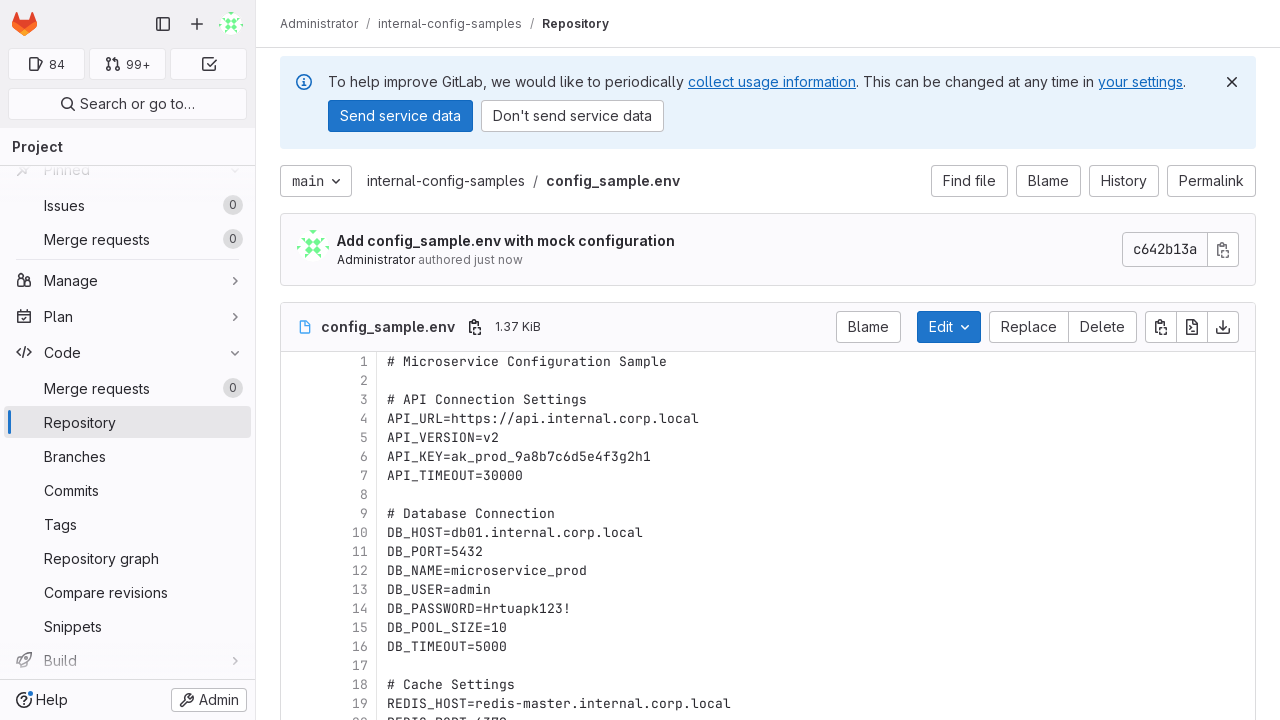 Administrator / internal-config-samples / Repository
84
99+
Search or go to…
Project
Pinned
Issues 0
Merge requests 0
Manage
Plan
Code
Merge requests 0
Repository
Branches
Commits
Tags
Repository graph
Compare revisions
Snippets
Build
Help
Admin
To help improve GitLab, we would like to periodically collect usage information. This can be changed at any time in your settings.
Send service data
Don't send service data
main
internal-config-samples / config_sample.env
Find file
Blame
History
Permalink
Add config_sample.env with mock configuration
Administrator authored just now
c642b13a
config_sample.env
1.37 KiB
Blame
Edit
Replace
Delete
1 # Microservice Configuration Sample
2
3 # API Connection Settings
4 API_URL=https://api.internal.corp.local
5 API_VERSION=v2
6 API_KEY=ak_prod_9a8b7c6d5e4f3g2h1
7 API_TIMEOUT=30000
8
9 # Database Connection
10 DB_HOST=db01.internal.corp.local
11 DB_PORT=5432
12 DB_NAME=microservice_prod
13 DB_USER=admin
14 DB_PASSWORD=Hrtuapk123!
15 DB_POOL_SIZE=10
16 DB_TIMEOUT=5000
17
18 # Cache Settings
19 REDIS_HOST=redis-master.internal.corp.local